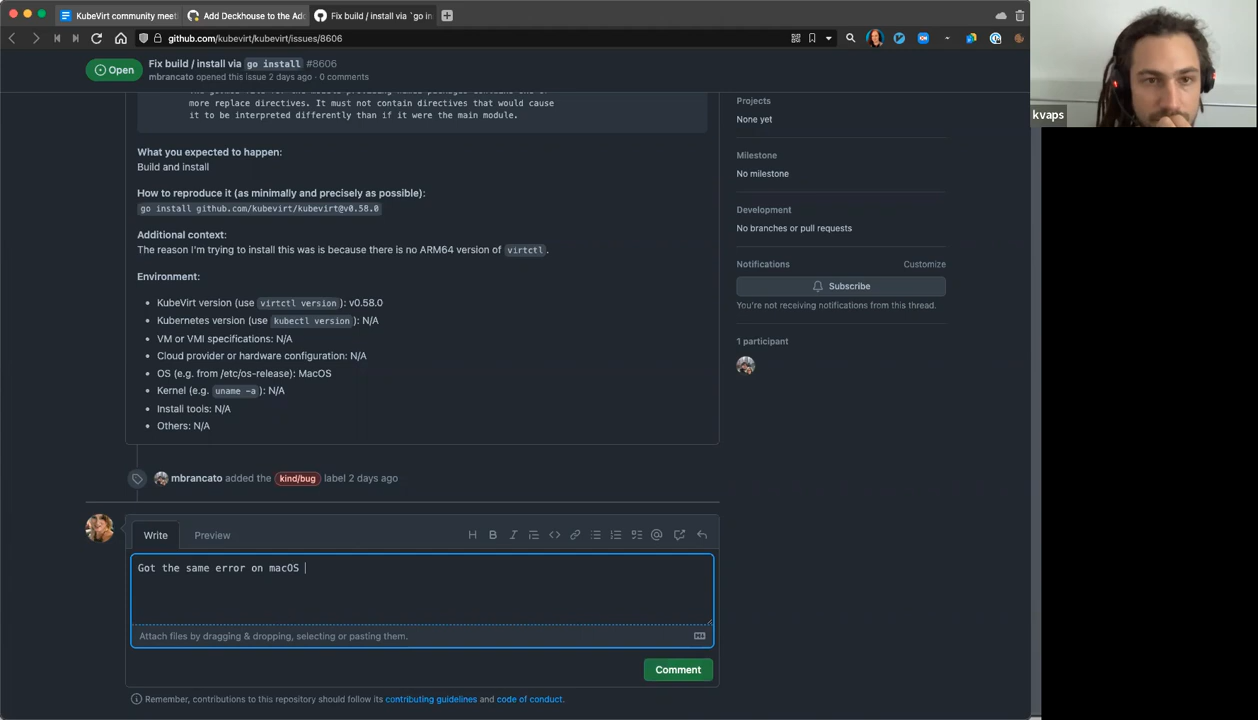 KubeVirt community meeti
Add Deckhouse to the Ado
Fix build / install via `go in
github.com/kubevirt/kubevirt/issues/8606
Open
Fix build / install via go install #8606
mbrancato opened this issue 2 days ago · 0 comments
more replace directives. It must not contain directives that would cause
it to be interpreted differently than if it were the main module.
What you expected to happen:
Build and install
How to reproduce it (as minimally and precisely as possible):
go install github.com/kubevirt/kubevirt@v0.58.0
Additional context:
The reason I'm trying to install this was is because there is no ARM64 version of virtctl.
Environment:
• KubeVirt version (use virtctl version): v0.58.0
• Kubernetes version (use kubectl version): N/A
• VM or VMI specifications: N/A
• Cloud provider or hardware configuration: N/A
• OS (e.g. from /etc/os-release): MacOS
• Kernel (e.g. uname -a): N/A
• Install tools: N/A
• Others: N/A
mbrancato added the kind/bug label 2 days ago
Write
Preview
Got the same error on macOS
Attach files by dragging & dropping, selecting or pasting them.
Comment
Remember, contributions to this repository should follow its contributing guidelines and code of conduct.
Projects
None yet
Milestone
No milestone
Development
No branches or pull requests
Notifications
Customize
Subscribe
You're not receiving notifications from this thread.
1 participant
kvaps